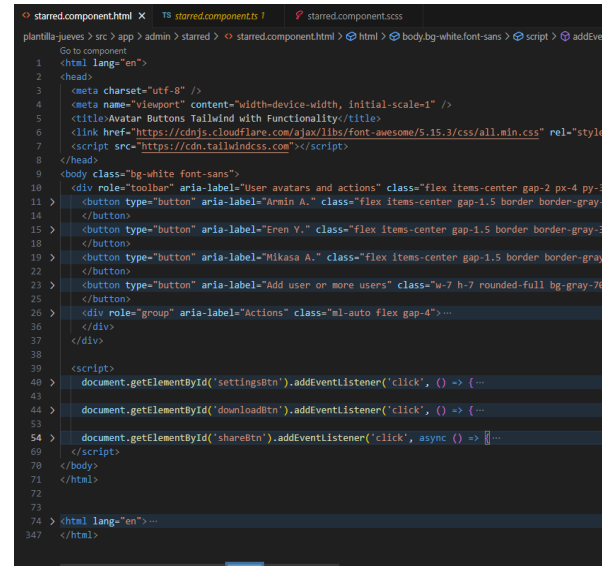 starred.component.html × TS starred.component.ts 1 starred.component.scss
plantilla-jueves > src > app > admin > starred > starred.component.html > html > body.bg-white.font-sans > script > addEve
Go to component
1 <html lang="en">
2 <head>
3 <meta charset="utf-8" />
4 <meta name="viewport" content="width=device-width, initial-scale=1" />
5 <title>Avatar Buttons Tailwind with Functionality</title>
6 <link href="https://cdnjs.cloudflare.com/ajax/libs/font-awesome/5.15.3/css/all.min.css" rel="style
7 <script src="https://cdn.tailwindcss.com"></script>
8 </head>
9 <body class="bg-white font-sans">
10 <div role="toolbar" aria-label="User avatars and actions" class="flex items-center gap-2 px-4 py-3
11 > <button type="button" aria-label="Armin A." class="flex items-center gap-1.5 border border-gray-
14 </button>
15 > <button type="button" aria-label="Eren Y." class="flex items-center gap-1.5 border border-gray-3
18 </button>
19 > <button type="button" aria-label="Mikasa A." class="flex items-center gap-1.5 border border-gray
22 </button>
23 > <button type="button" aria-label="Add user or more users" class="w-7 h-7 rounded-full bg-gray-70
25 </button>
26 > <div role="group" aria-label="Actions" class="ml-auto flex gap-4">…
36 </div>
37 </div>
38
39 <script>
40 > document.getElementById('settingsBtn').addEventListener('click', () => {…
43
44 > document.getElementById('downloadBtn').addEventListener('click', () => {…
53
54 > document.getElementById('shareBtn').addEventListener('click', async () => {…
69 </script>
70 </body>
71 </html>
72
73
74 > <html lang="en">…
347 </html>